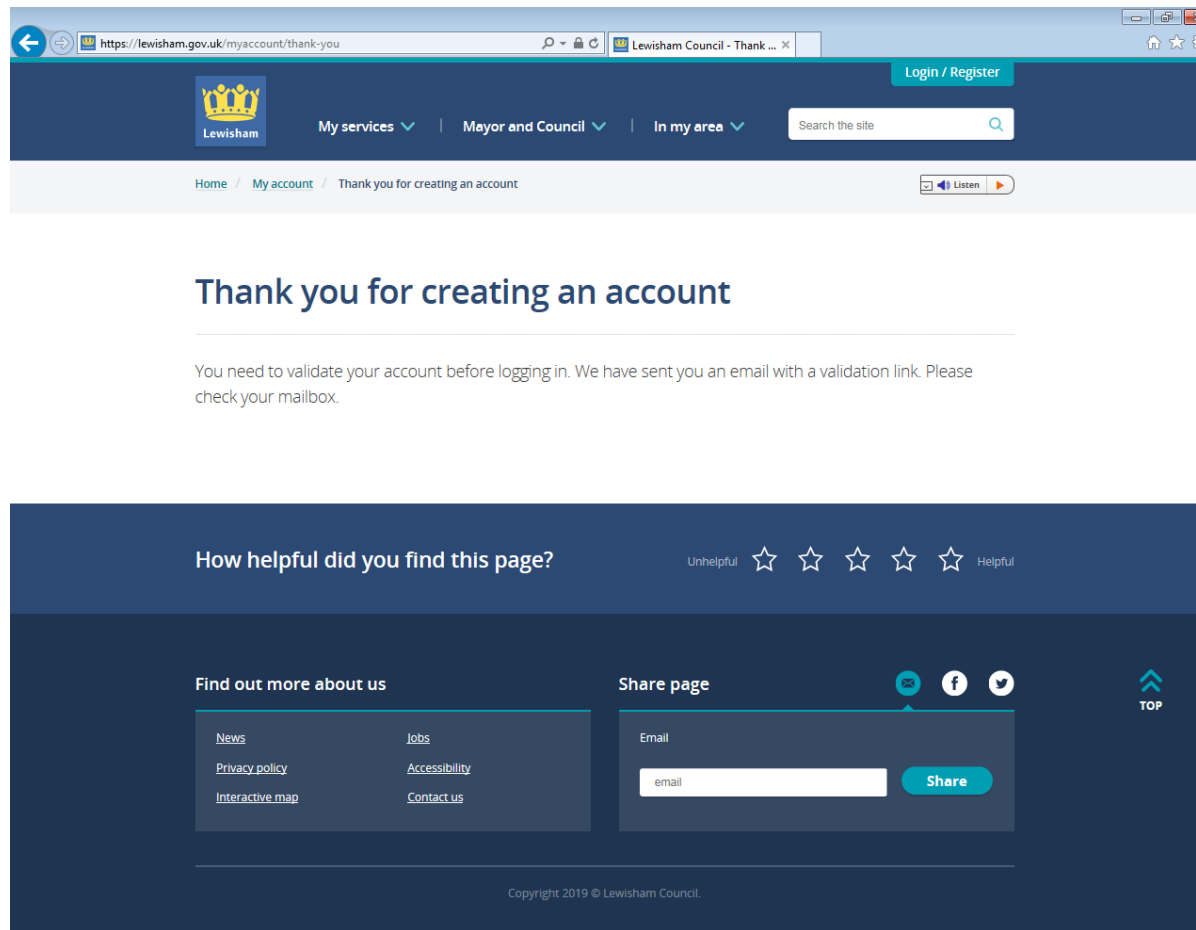 https://lewisham.gov.uk/myaccount/thank-you
Lewisham Council - Thank ...
Login / Register
Lewisham
My services
Mayor and Council
In my area
Search the site
Home / My account / Thank you for creating an account
Listen
Thank you for creating an account
You need to validate your account before logging in. We have sent you an email with a validation link. Please
check your mailbox.
How helpful did you find this page?
Unhelpful
Helpful
Find out more about us
News
Jobs
Privacy policy
Accessibility
Interactive map
Contact us
Share page
Email
email
Share
TOP
Copyright 2019 © Lewisham Council.